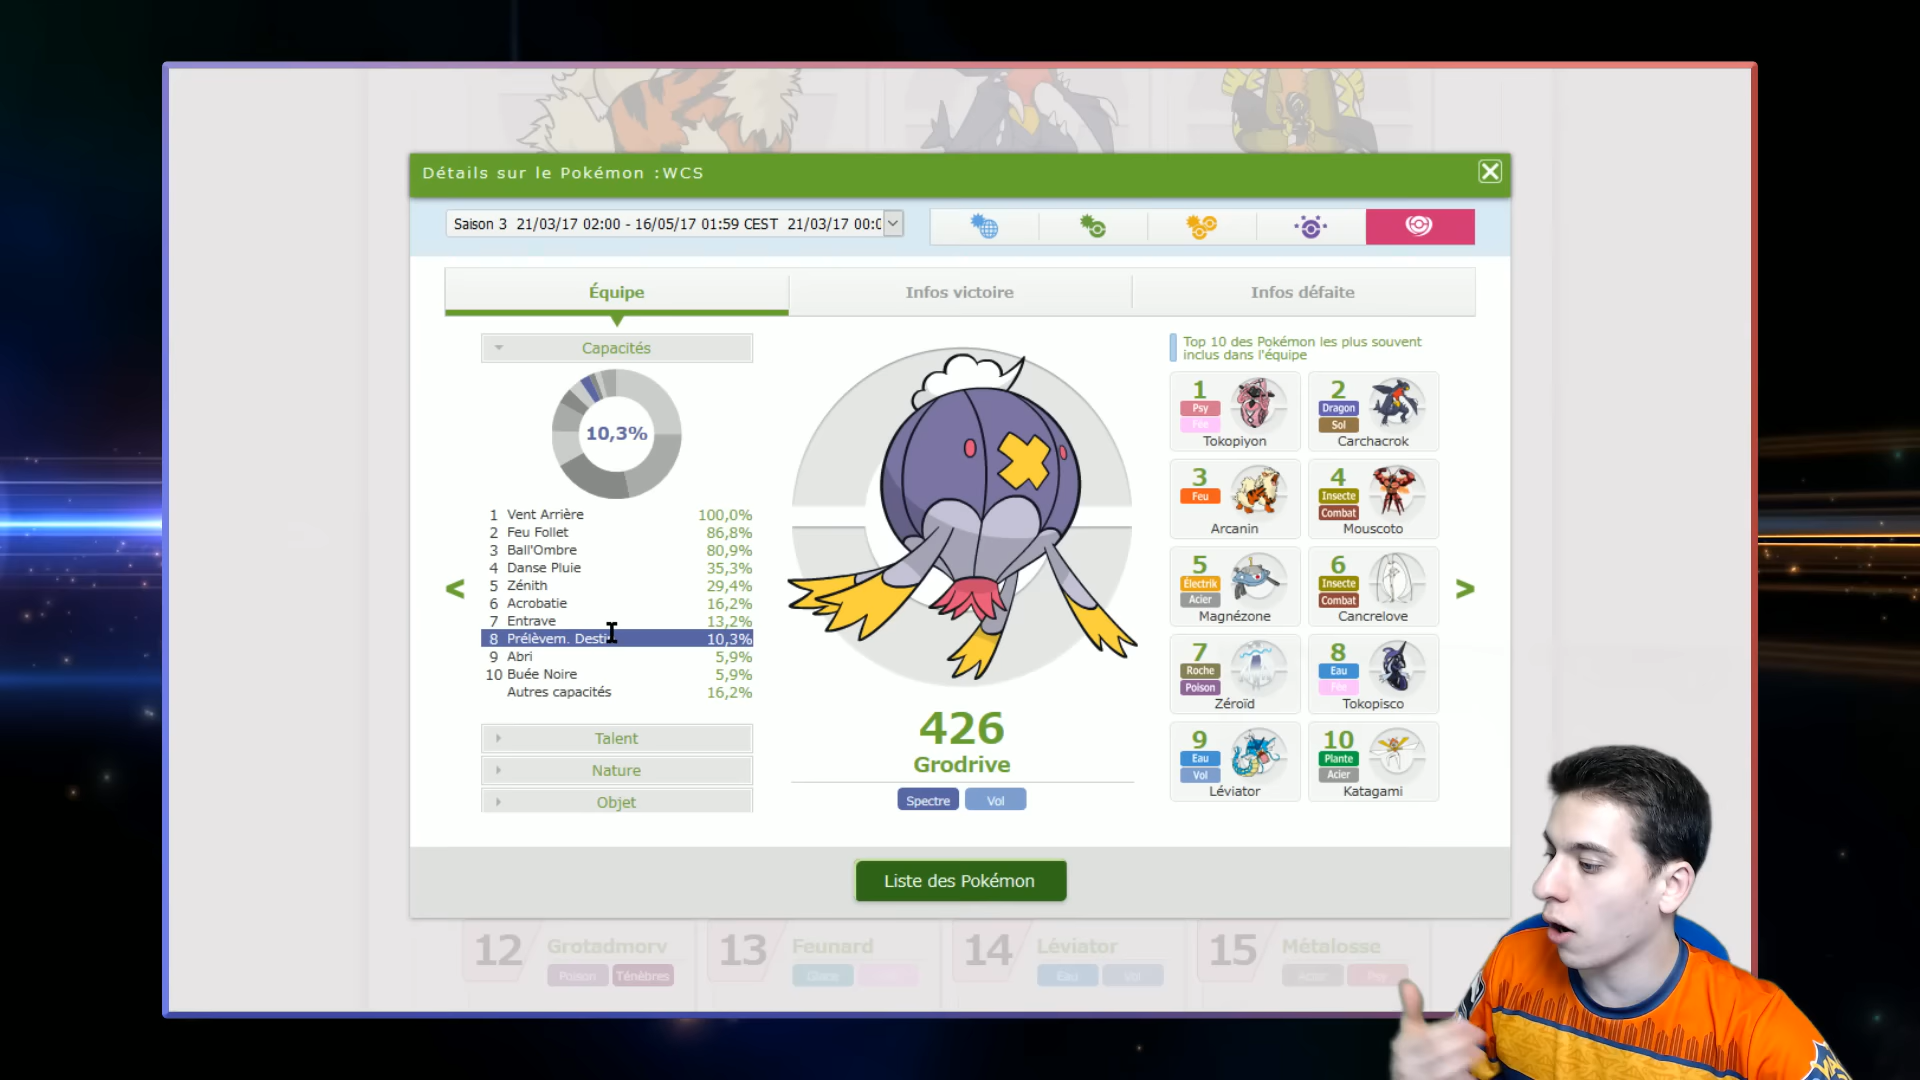 Détails sur le Pokémon :WCS
Saison 3 21/03/17 02:00 - 16/05/17 01:59 CEST 21/03/17 00:0
Équipe
Infos victoire
Infos défaite
Capacités
10,3%
1 Vent Arrière 100,0%
2 Feu Follet 86,8%
3 Ball'Ombre 80,9%
4 Danse Pluie 35,3%
5 Zénith 29,4%
6 Acrobatie 16,2%
7 Entrave 13,2%
8 Prélèvem. Desti 10,3%
9 Abri 5,9%
10 Buée Noire 5,9%
Autres capacités 16,2%
Talent
Nature
Objet
<
>
426
Grodrive
Spectre Vol
Top 10 des Pokémon les plus souvent
inclus dans l'équipe
1
Psy
Fée
Tokopiyon
2
Dragon
Sol
Carchacrok
3
Feu
Arcanin
4
Insecte
Combat
Mouscoto
5
Électrik
Acier
Magnézone
6
Insecte
Combat
Cancrelove
7
Roche
Poison
Zéroïd
8
Eau
Fée
Tokopisco
9
Eau
Vol
Léviator
10
Plante
Acier
Katagami
Liste des Pokémon
12 Grotadmorv
Poison Ténèbres
13 Feunard
Glace
14 Léviator
Eau Vol
15 Métalosse
Acier Psy